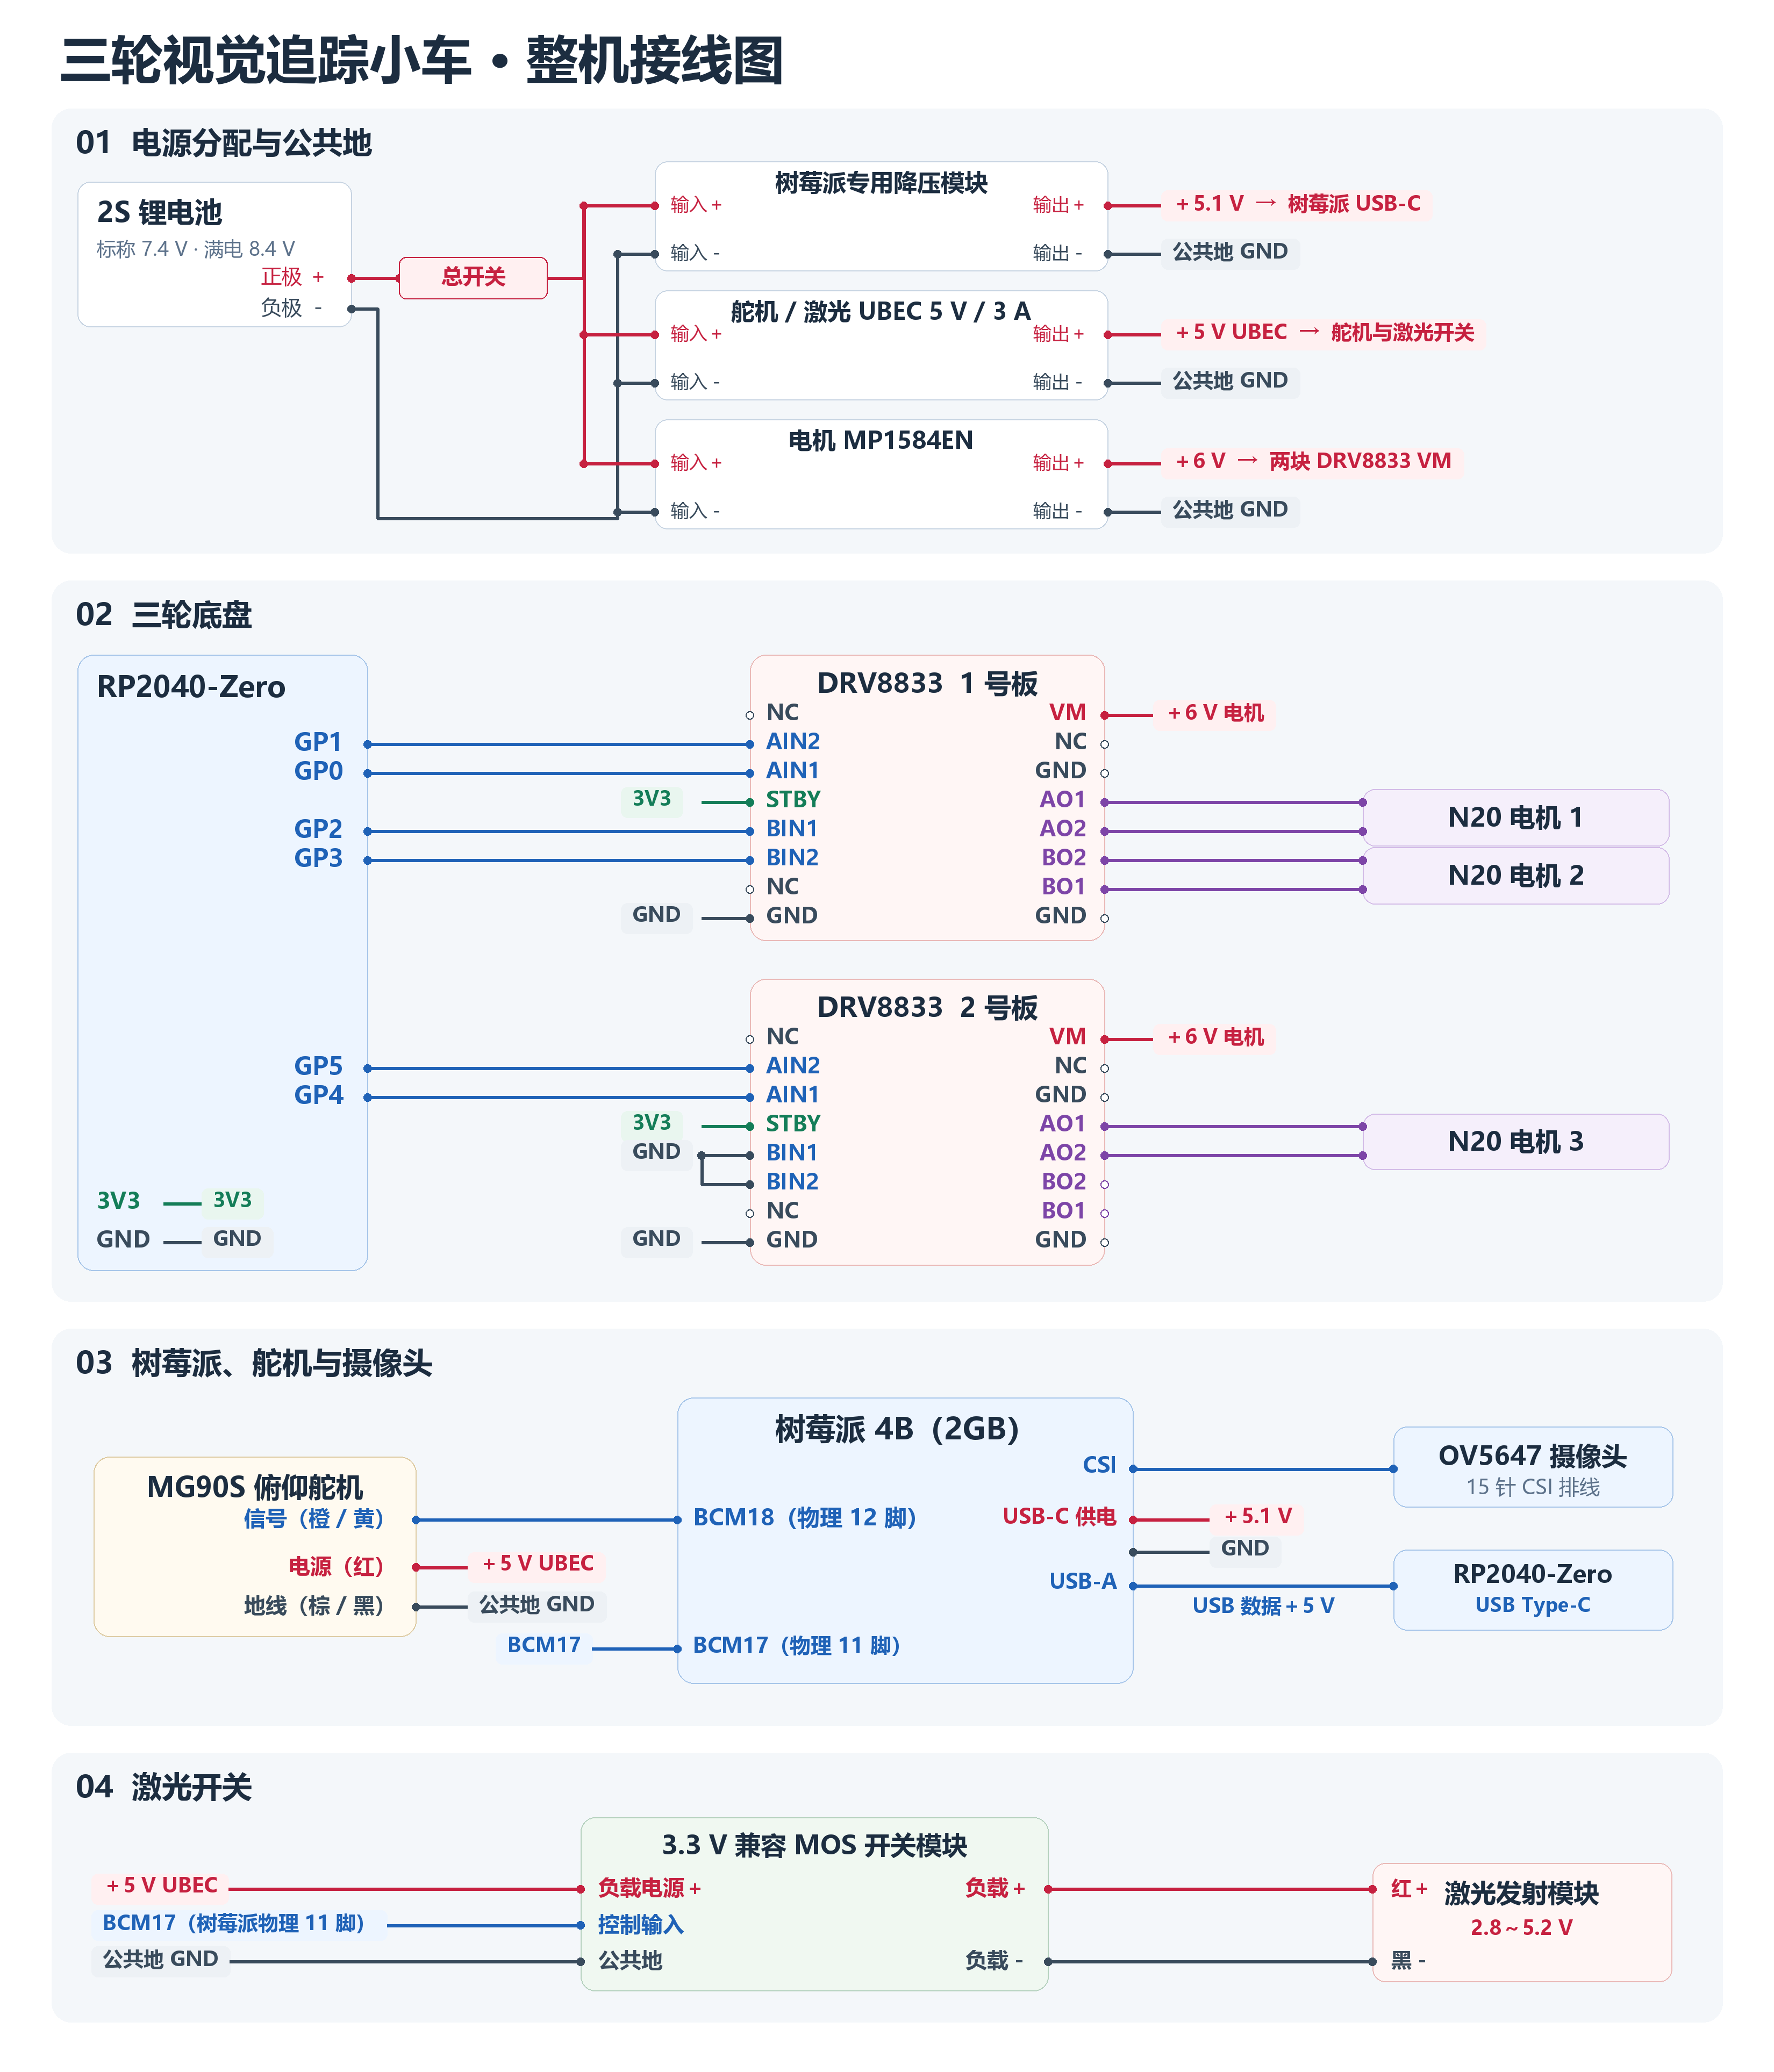 三轮视觉追踪小车 • 整机接线图
01 电源分配与公共地
2S 锂电池
标称 7.4 V · 满电 8.4 V
正极 +
负极 -
总开关
树莓派专用降压模块
输入 + 输出 +
输入 - 输出 -
+ 5.1 V → 树莓派 USB-C
公共地 GND
舵机 / 激光 UBEC 5 V / 3 A
输入 + 输出 +
输入 - 输出 -
+ 5 V UBEC → 舵机与激光开关
公共地 GND
电机 MP1584EN
输入 + 输出 +
输入 - 输出 -
+ 6 V → 两块 DRV8833 VM
公共地 GND
02 三轮底盘
RP2040-Zero
GP1
GP0
GP2
GP3
GP5
GP4
3V3 3V3
GND GND
DRV8833 1 号板
NC VM + 6 V 电机
AIN2 NC
AIN1 GND
3V3 STBY AO1
BIN1 AO2
BIN2 BO2
NC BO1
GND GND GND
N20 电机 1
N20 电机 2
DRV8833 2 号板
NC VM + 6 V 电机
AIN2 NC
AIN1 GND
3V3 STBY AO1
GND BIN1 AO2
BIN2 BO2
NC BO1
GND GND GND
N20 电机 3
03 树莓派、舵机与摄像头
MG90S 俯仰舵机
信号（橙 / 黄）
电源（红）
地线（棕 / 黑）
+ 5 V UBEC
公共地 GND
BCM17
树莓派 4B（2GB）
CSI
BCM18（物理 12 脚） USB-C 供电
USB-A
BCM17（物理 11 脚）
+ 5.1 V
GND
USB 数据 + 5 V
OV5647 摄像头
15 针 CSI 排线
RP2040-Zero
USB Type-C
04 激光开关
+ 5 V UBEC
BCM17（树莓派物理 11 脚）
公共地 GND
3.3 V 兼容 MOS 开关模块
负载电源 + 负载 +
控制输入
公共地 负载 -
红 + 激光发射模块
2.8～5.2 V
黑 -